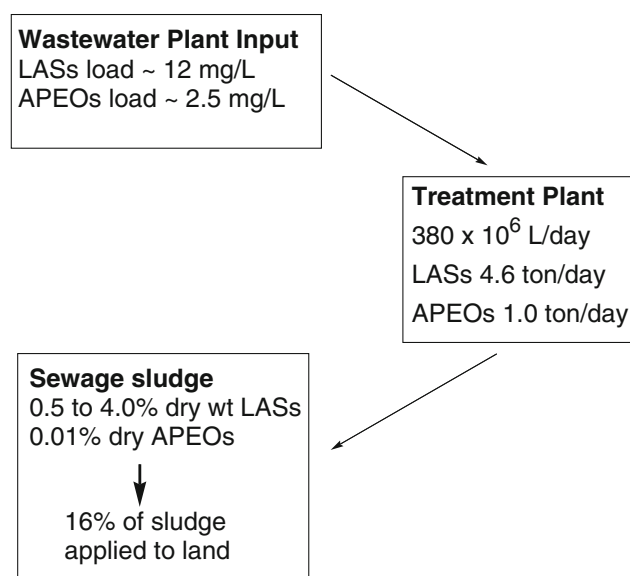 Wastewater Plant Input
LASs load ~ 12 mg/L
APEOs load ~ 2.5 mg/L
Treatment Plant
380 x 10⁶ L/day
LASs 4.6 ton/day
APEOs 1.0 ton/day
Sewage sludge
0.5 to 4.0% dry wt LASs
0.01% dry APEOs
16% of sludge
applied to land